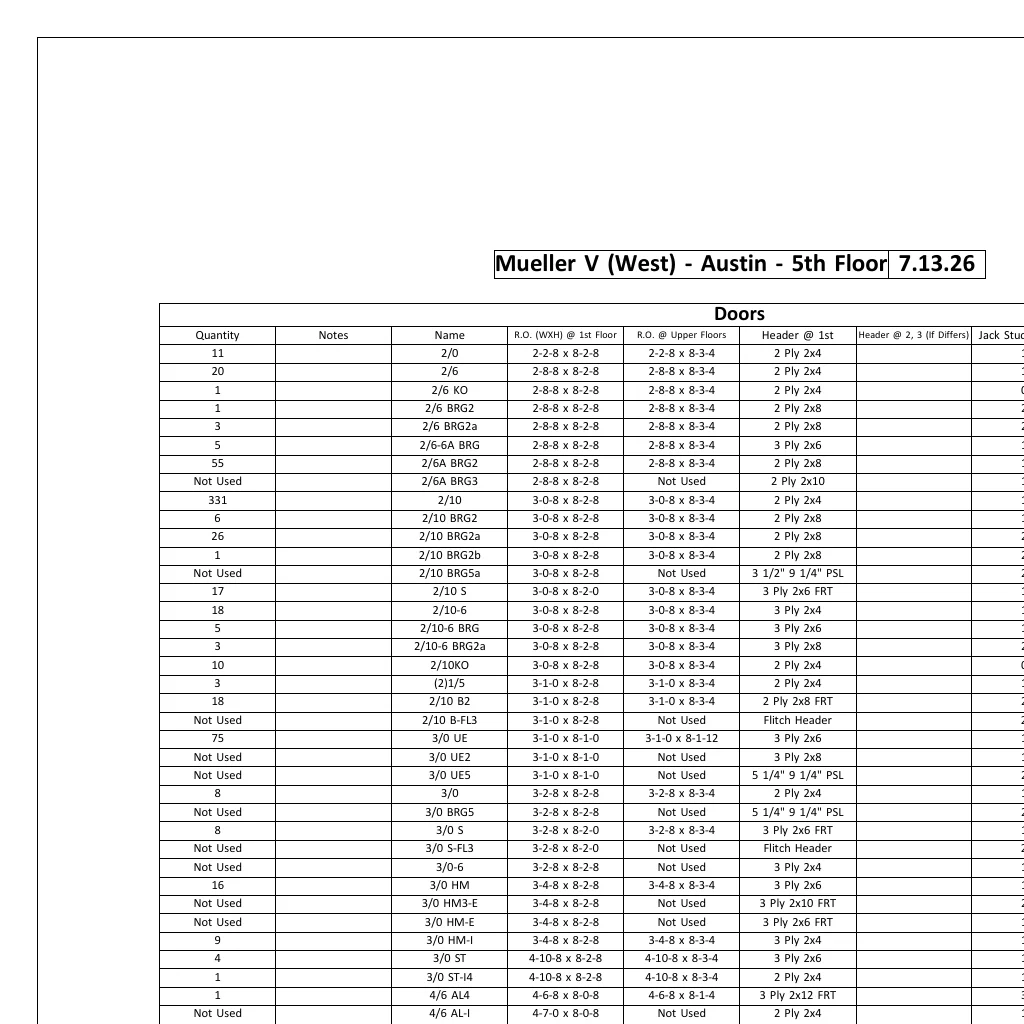 Mueller V (West) - Austin - 5th Floor 7.13.26
Doors
Quantity Notes Name R.O. (WXH) @ 1st Floor R.O. @ Upper Floors Header @ 1st Header @ 2, 3 (If Differs) Jack
11 2/0 2-2-8 x 8-2-8 2-2-8 x 8-3-4 2 Ply 2x4
20 2/6 2-8-8 x 8-2-8 2-8-8 x 8-3-4 2 Ply 2x4
1 2/6 KO 2-8-8 x 8-2-8 2-8-8 x 8-3-4 2 Ply 2x4
1 2/6 BRG2 2-8-8 x 8-2-8 2-8-8 x 8-3-4 2 Ply 2x8
3 2/6 BRG2a 2-8-8 x 8-2-8 2-8-8 x 8-3-4 2 Ply 2x8
5 2/6-6A BRG 2-8-8 x 8-2-8 2-8-8 x 8-3-4 3 Ply 2x6
55 2/6A BRG2 2-8-8 x 8-2-8 2-8-8 x 8-3-4 2 Ply 2x8
Not Used 2/6A BRG3 2-8-8 x 8-2-8 Not Used 2 Ply 2x10
331 2/10 3-0-8 x 8-2-8 3-0-8 x 8-3-4 2 Ply 2x4
6 2/10 BRG2 3-0-8 x 8-2-8 3-0-8 x 8-3-4 2 Ply 2x8
26 2/10 BRG2a 3-0-8 x 8-2-8 3-0-8 x 8-3-4 2 Ply 2x8
1 2/10 BRG2b 3-0-8 x 8-2-8 3-0-8 x 8-3-4 2 Ply 2x8
Not Used 2/10 BRG5a 3-0-8 x 8-2-8 Not Used 3 1/2" 9 1/4" PSL
17 2/10 S 3-0-8 x 8-2-0 3-0-8 x 8-3-4 3 Ply 2x6 FRT
18 2/10-6 3-0-8 x 8-2-8 3-0-8 x 8-3-4 3 Ply 2x4
5 2/10-6 BRG 3-0-8 x 8-2-8 3-0-8 x 8-3-4 3 Ply 2x6
3 2/10-6 BRG2a 3-0-8 x 8-2-8 3-0-8 x 8-3-4 3 Ply 2x8
10 2/10KO 3-0-8 x 8-2-8 3-0-8 x 8-3-4 2 Ply 2x4
3 (2)1/5 3-1-0 x 8-2-8 3-1-0 x 8-3-4 2 Ply 2x4
18 2/10 B2 3-1-0 x 8-2-8 3-1-0 x 8-3-4 2 Ply 2x8 FRT
Not Used 2/10 B-FL3 3-1-0 x 8-2-8 Not Used Flitch Header
75 3/0 UE 3-1-0 x 8-1-0 3-1-0 x 8-1-12 3 Ply 2x6
Not Used 3/0 UE2 3-1-0 x 8-1-0 Not Used 3 Ply 2x8
Not Used 3/0 UE5 3-1-0 x 8-1-0 Not Used 5 1/4" 9 1/4" PSL
8 3/0 3-2-8 x 8-2-8 3-2-8 x 8-3-4 2 Ply 2x4
Not Used 3/0 BRG5 3-2-8 x 8-2-8 Not Used 5 1/4" 9 1/4" PSL
8 3/0 S 3-2-8 x 8-2-0 3-2-8 x 8-3-4 3 Ply 2x6 FRT
Not Used 3/0 S-FL3 3-2-8 x 8-2-0 Not Used Flitch Header
Not Used 3/0-6 3-2-8 x 8-2-8 Not Used 3 Ply 2x4
16 3/0 HM 3-4-8 x 8-2-8 3-4-8 x 8-3-4 3 Ply 2x6
Not Used 3/0 HM3-E 3-4-8 x 8-2-8 Not Used 3 Ply 2x10 FRT
Not Used 3/0 HM-E 3-4-8 x 8-2-8 Not Used 3 Ply 2x6 FRT
9 3/0 HM-I 3-4-8 x 8-2-8 3-4-8 x 8-3-4 3 Ply 2x4
4 3/0 ST 4-10-8 x 8-2-8 4-10-8 x 8-3-4 3 Ply 2x6
1 3/0 ST-I4 4-10-8 x 8-2-8 4-10-8 x 8-3-4 2 Ply 2x4
1 4/6 AL4 4-6-8 x 8-0-8 4-6-8 x 8-1-4 3 Ply 2x12 FRT
Not Used 4/6 AL-I 4-7-0 x 8-0-8 Not Used 2 Ply 2x4